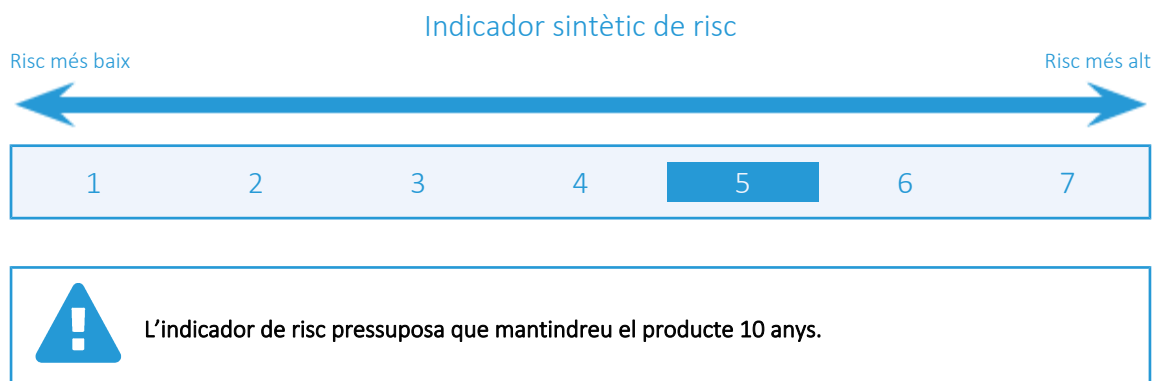 Indicador sintètic de risc
Risc més baix Risc més alt
1 2 3 4 5 6 7
L’indicador de risc pressuposa que mantindreu el producte 10 anys.